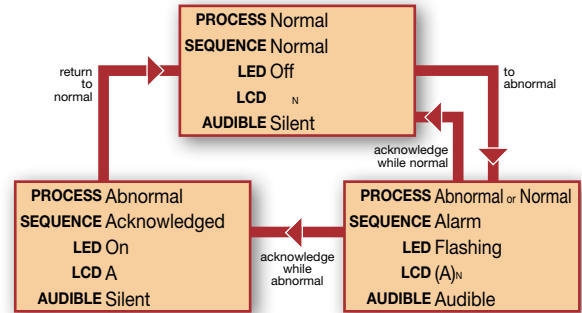 PROCESS Normal
SEQUENCE Normal
LED Off
LCD N
AUDIBLE Silent
return
to
normal
to
abnormal
acknowledge
while normal
PROCESS Abnormal
SEQUENCE Acknowledged
LED On
LCD A
AUDIBLE Silent
acknowledge
while
abnormal
PROCESS Abnormal or Normal
SEQUENCE Alarm
LED Flashing
LCD (A)N
AUDIBLE Audible